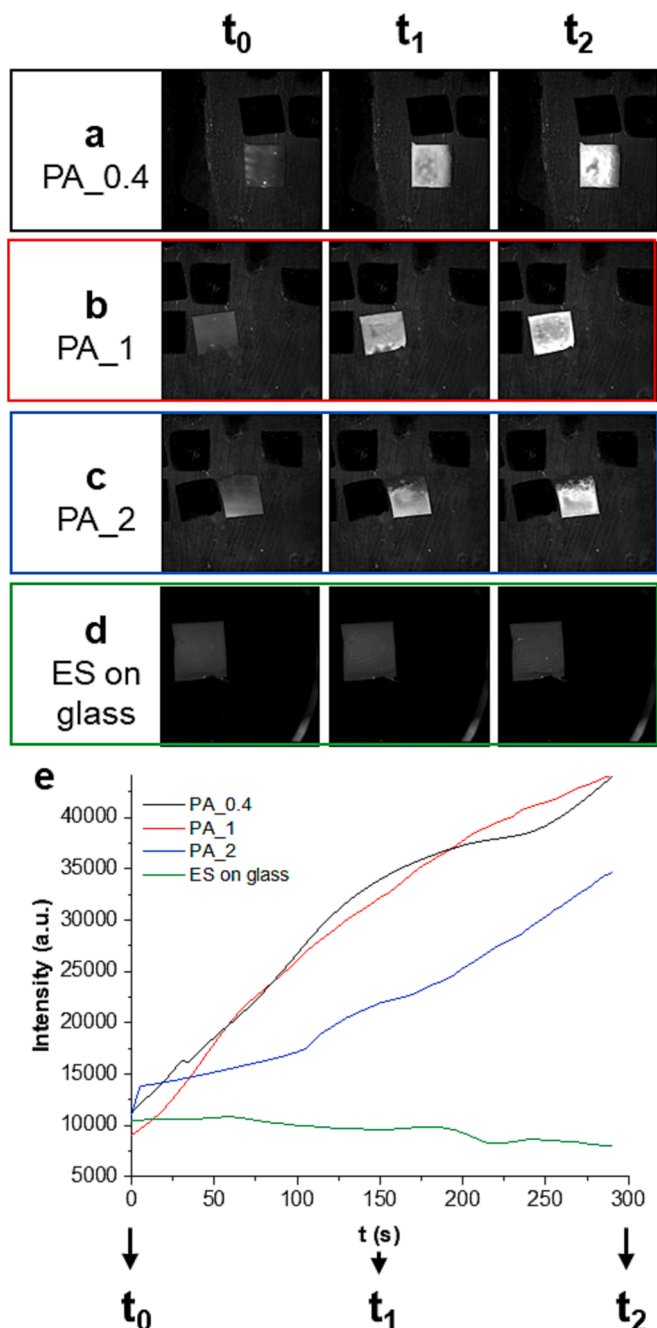 t0 t1 t2
a
PA_0.4
b
PA_1
c
PA_2
d
ES on
glass
e
PA_0.4
PA_1
PA_2
ES on glass
40000
35000
30000
25000
20000
15000
10000
5000
Intensity (a.u.)
0 50 100 150 200 250 300
t (s)
t0 t1 t2